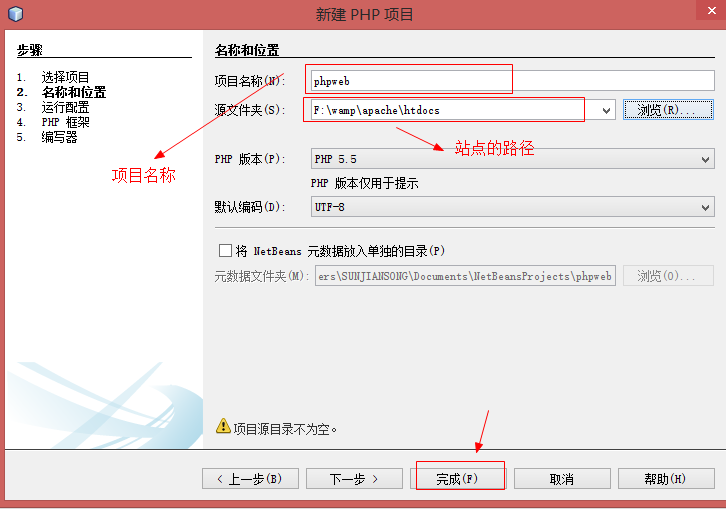 新建 PHP 项目
步骤
1. 选择项目
2. 名称和位置
3. 运行配置
4. PHP 框架
5. 编写器
名称和位置
项目名称(N): phpweb
源文件夹(S): F:\wamp\apache\htdocs 浏览(R)...
站点的路径
项目名称
PHP 版本(P): PHP 5.5
PHP 版本仅用于提示
默认编码(D): UTF-8
将 NetBeans 元数据放入单独的目录(P)
元数据文件夹(M): ers\SUNJIANSONG\Documents\NetBeansProjects\phpweb 浏览(O)...
项目源目录不为空。
< 上一步(B) 下一步 > 完成(F) 取消 帮助(H)